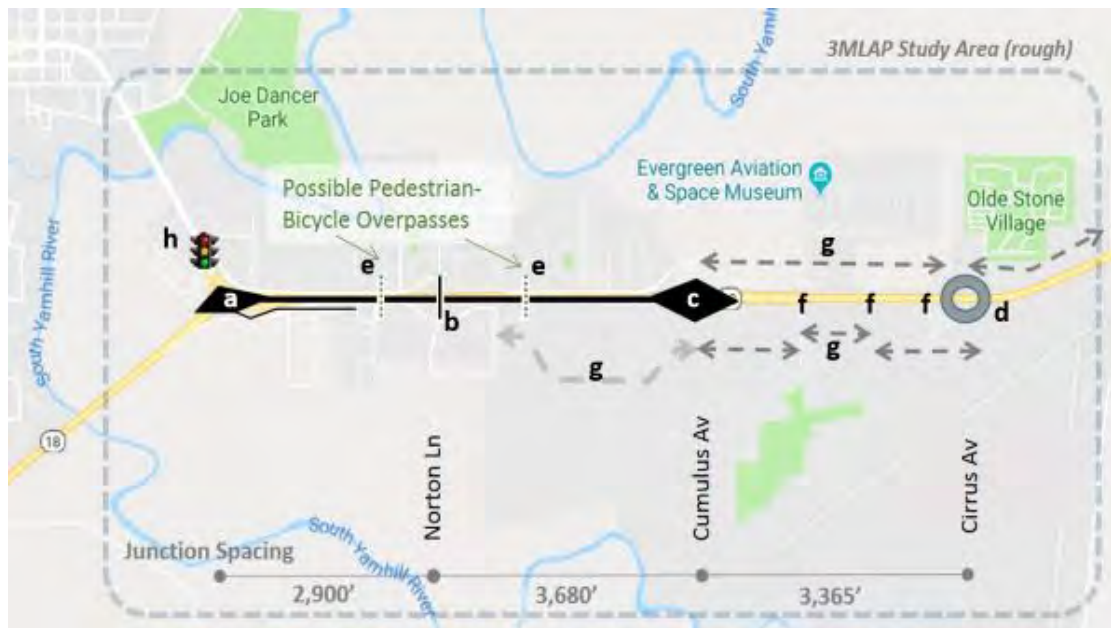 3MLAP Study Area (rough)
South Yamh
Joe Dancer
Park
Evergreen Aviation
& Space Museum
Possible Pedestrian-
Bicycle Overpasses
Olde Stone
Village
h
g
e
e
a
c
f
f
f
d
b
g
g
South Yamhill River
18
Norton Ln
Cumulus Av
Cirrus Av
South Yamhill River
Junction Spacing
2,900’
3,680’
3,365’